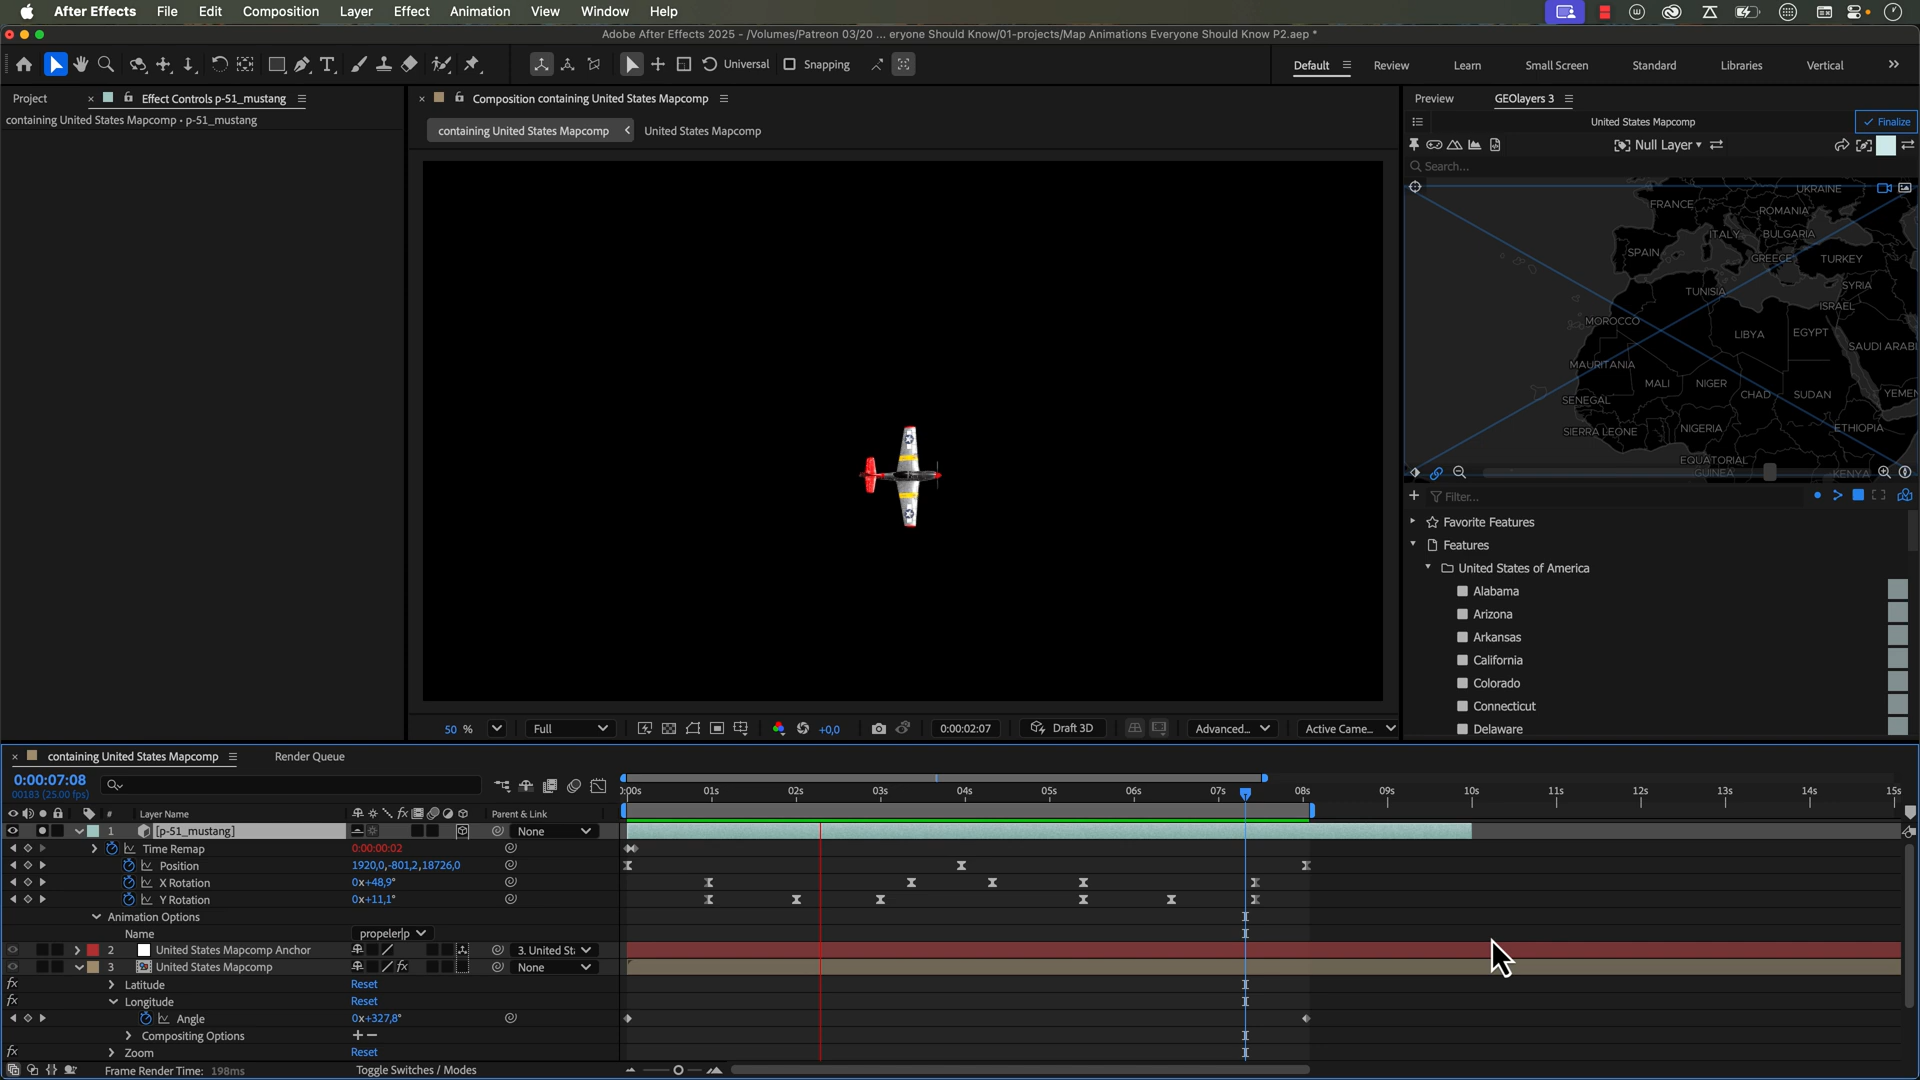 After Effects File Edit Composition Layer Effect Animation View Window Help
Adobe After Effects 2025 - /Volumes/Patreon 03/20 ... eryone Should Know/01-projects/Map Animations Everyone Should Know P2.aep *
Universal Snapping Default Review Learn Small Screen Standard Libraries Vertical
Project Effect Controls p-51_mustang
containing United States Mapcomp • p-51_mustang
Composition containing United States Mapcomp
containing United States Mapcomp United States Mapcomp
Preview GEOlayers 3
United States Mapcomp Finalize
Null Layer
Search...
UKRAINE
FRANCE
ROMANIA
ITALY BULGARIA
SPAIN
GREECE TURKEY
SYRIA
TUNISIA
ISRAEL
MOROCCO
LIBYA EGYPT
SAUDI ARABI
MAURITANIA
MALI NIGER
CHAD SUDAN YEMEN
SENEGAL
NIGERIA ETHIOPIA
SIERRA LEONE
EQUATORIAL
GUINEA KENYA
Filter...
Favorite Features
Features
United States of America
Alabama
Arizona
Arkansas
California
Colorado
Connecticut
Delaware
50 % Full +0,0 0:00:02:07 Draft 3D Advanced... Active Came...
containing United States Mapcomp Render Queue
0:00:07:08
00183 (25.00 fps)
:00s 01s 02s 03s 04s 05s 06s 07s 08s 09s 10s 11s 12s 13s 14s 15s
# Layer Name fx Parent & Link
1 [p-51_mustang] None
Time Remap 0:00:00:02
Position 1920,0,-801,2,18726,0
X Rotation 0x+48,9°
Y Rotation 0x+11,1°
Animation Options
Name propeler|p
2 United States Mapcomp Anchor 3. United St
3 United States Mapcomp fx None
fx Latitude Reset
fx Longitude Reset
Angle 0x+327,8°
Compositing Options + −
fx Zoom Reset
Frame Render Time: 198ms Toggle Switches / Modes